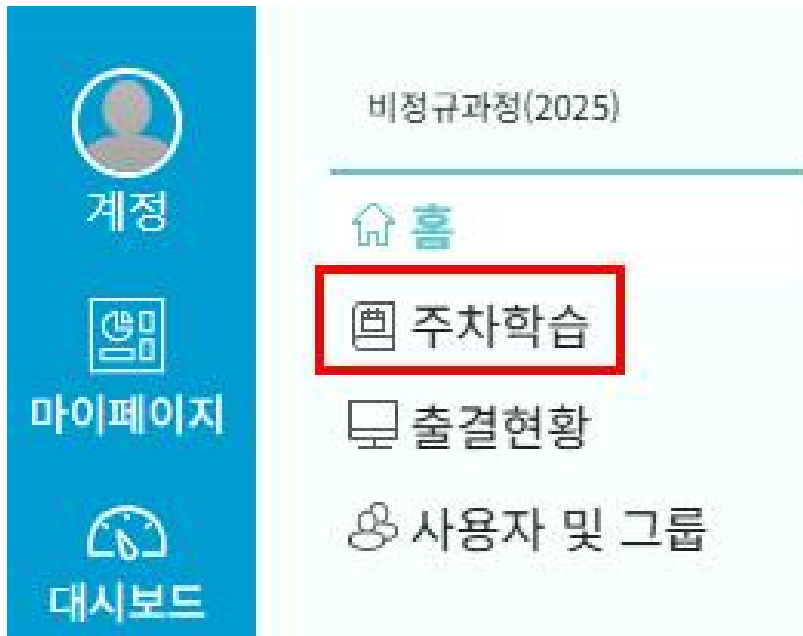 계정
마이페이지
대시보드
비정규과정(2025)
홈
주차학습
출결현황
사용자 및 그룹